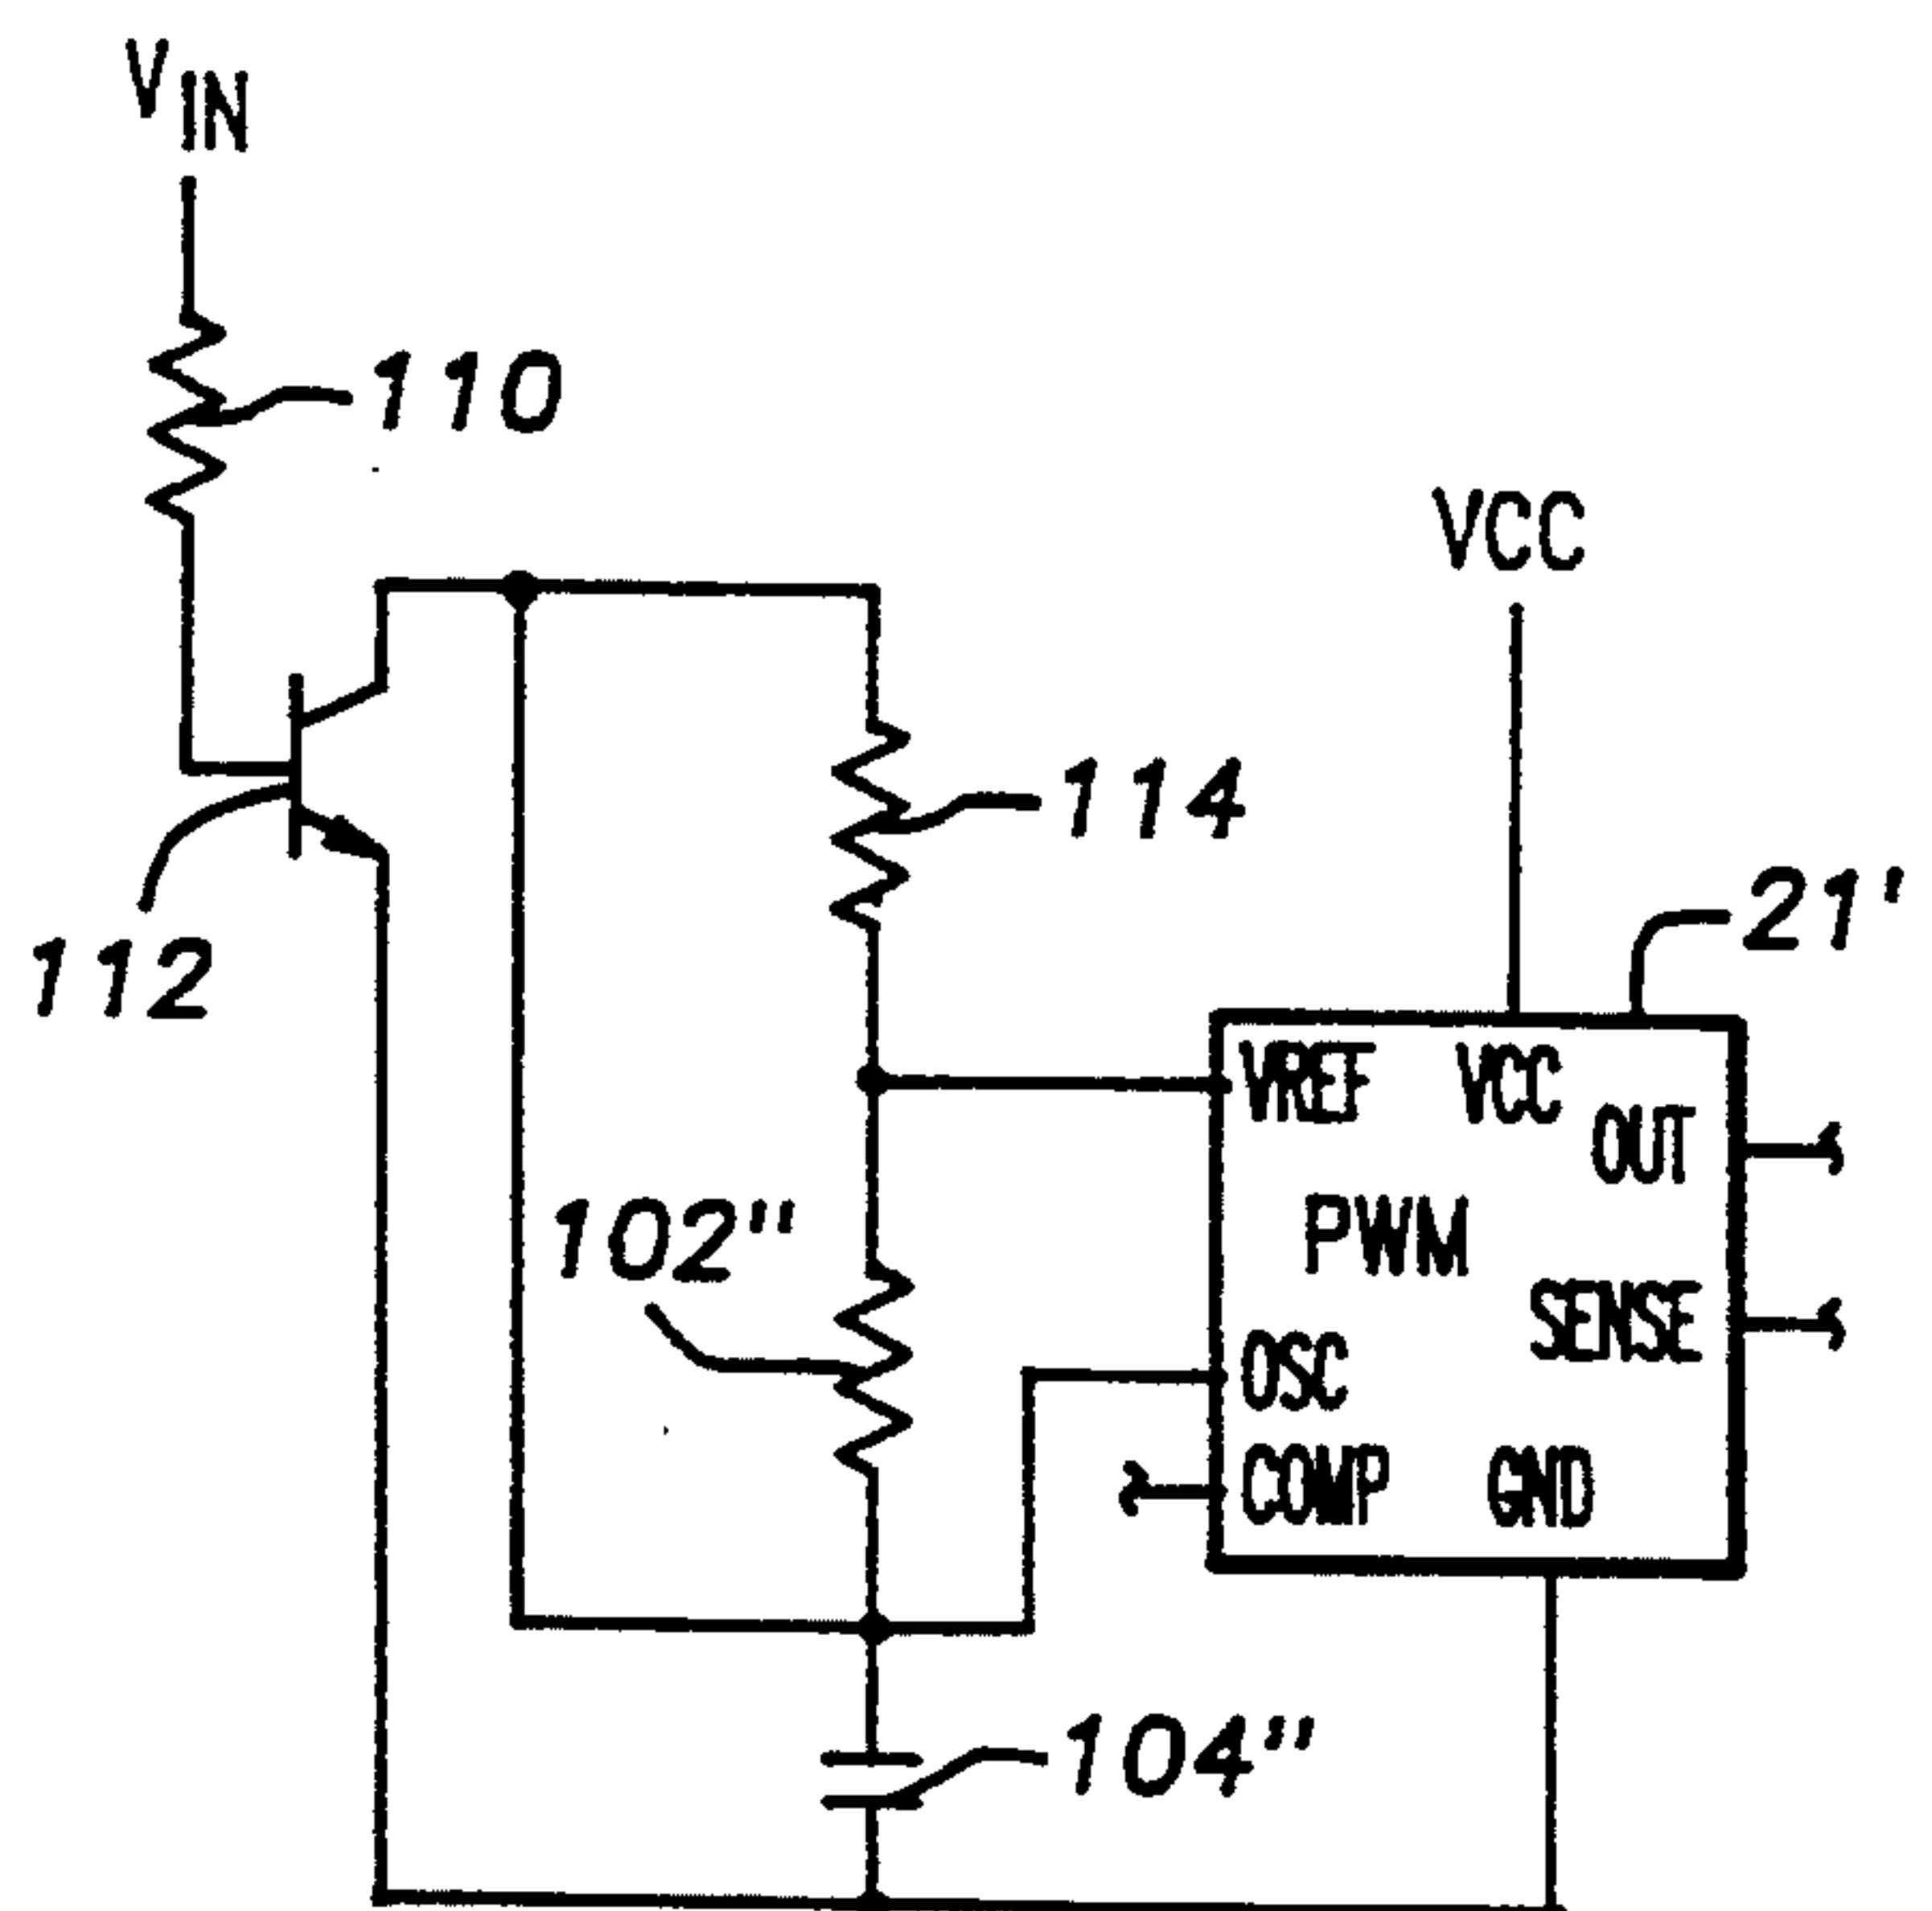 VIN
110
VCC
114
21'
112
VREF VCC
OUT
PWM
102"
SENSE
OSC
COMP GND
104"